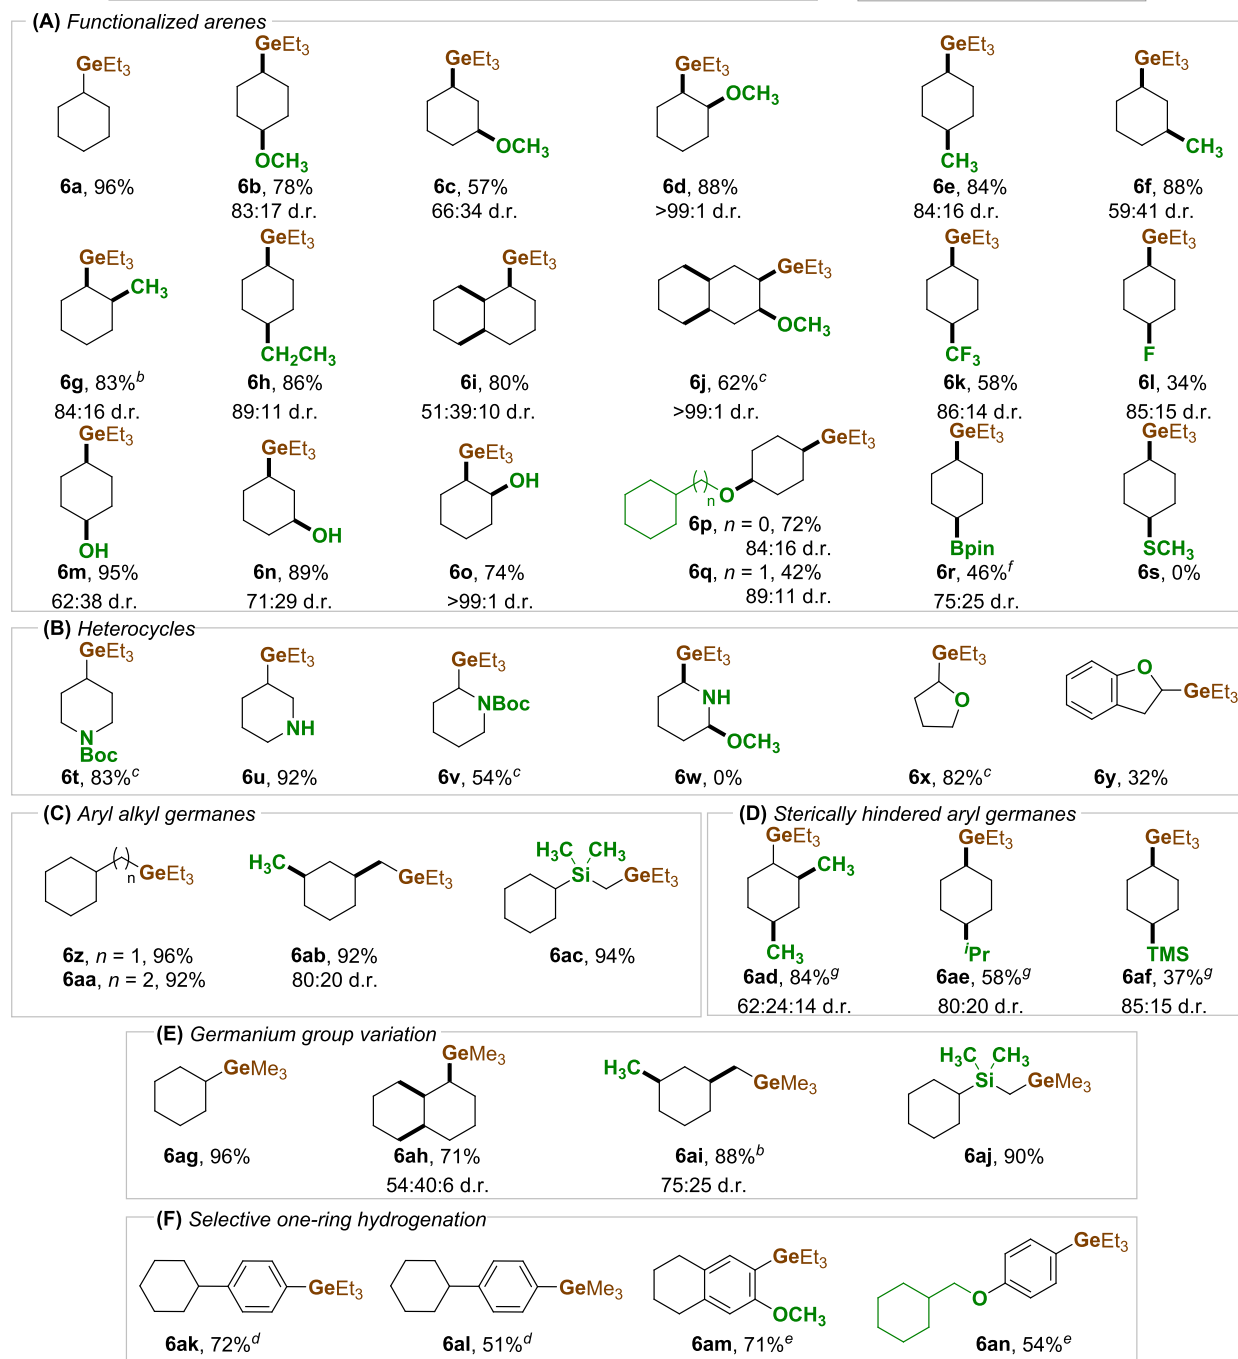 (A) Functionalized arenes
GeEt3
GeEt3
GeEt3
GeEt3
GeEt3
GeEt3
OCH3
OCH3
OCH3
CH3
CH3
6a, 96%
6b, 78%
83:17 d.r.
6c, 57%
66:34 d.r.
6d, 88%
>99:1 d.r.
6e, 84%
84:16 d.r.
6f, 88%
59:41 d.r.
GeEt3
CH3
GeEt3
CH2CH3
GeEt3
GeEt3
OCH3
GeEt3
CF3
GeEt3
F
6g, 83%b
84:16 d.r.
6h, 86%
89:11 d.r.
6i, 80%
51:39:10 d.r.
6j, 62%c
>99:1 d.r.
6k, 58%
86:14 d.r.
6l, 34%
85:15 d.r.
GeEt3
OH
GeEt3
OH
GeEt3
OH
GeEt3
( )
n
O
GeEt3
Bpin
GeEt3
SCH3
6m, 95%
62:38 d.r.
6n, 89%
71:29 d.r.
6o, 74%
>99:1 d.r.
6p, n = 0, 72%
84:16 d.r.
6q, n = 1, 42%
89:11 d.r.
6r, 46%f
75:25 d.r.
6s, 0%
(B) Heterocycles
GeEt3
N
Boc
GeEt3
NH
GeEt3
NBoc
GeEt3
NH
OCH3
GeEt3
O
O
GeEt3
6t, 83%c
6u, 92%
6v, 54%c
6w, 0%
6x, 82%c
6y, 32%
(C) Aryl alkyl germanes
( )
n
GeEt3
H3C
GeEt3
H3C
CH3
Si
GeEt3
6z, n = 1, 96%
6aa, n = 2, 92%
6ab, 92%
80:20 d.r.
6ac, 94%
(D) Sterically hindered aryl germanes
GeEt3
CH3
CH3
GeEt3
iPr
GeEt3
TMS
6ad, 84%g
62:24:14 d.r.
6ae, 58%g
80:20 d.r.
6af, 37%g
85:15 d.r.
(E) Germanium group variation
GeMe3
GeMe3
H3C
GeMe3
H3C
CH3
Si
GeMe3
6ag, 96%
6ah, 71%
54:40:6 d.r.
6ai, 88%b
75:25 d.r.
6aj, 90%
(F) Selective one-ring hydrogenation
GeEt3
GeMe3
GeEt3
OCH3
O
GeEt3
6ak, 72%d
6al, 51%d
6am, 71%e
6an, 54%e